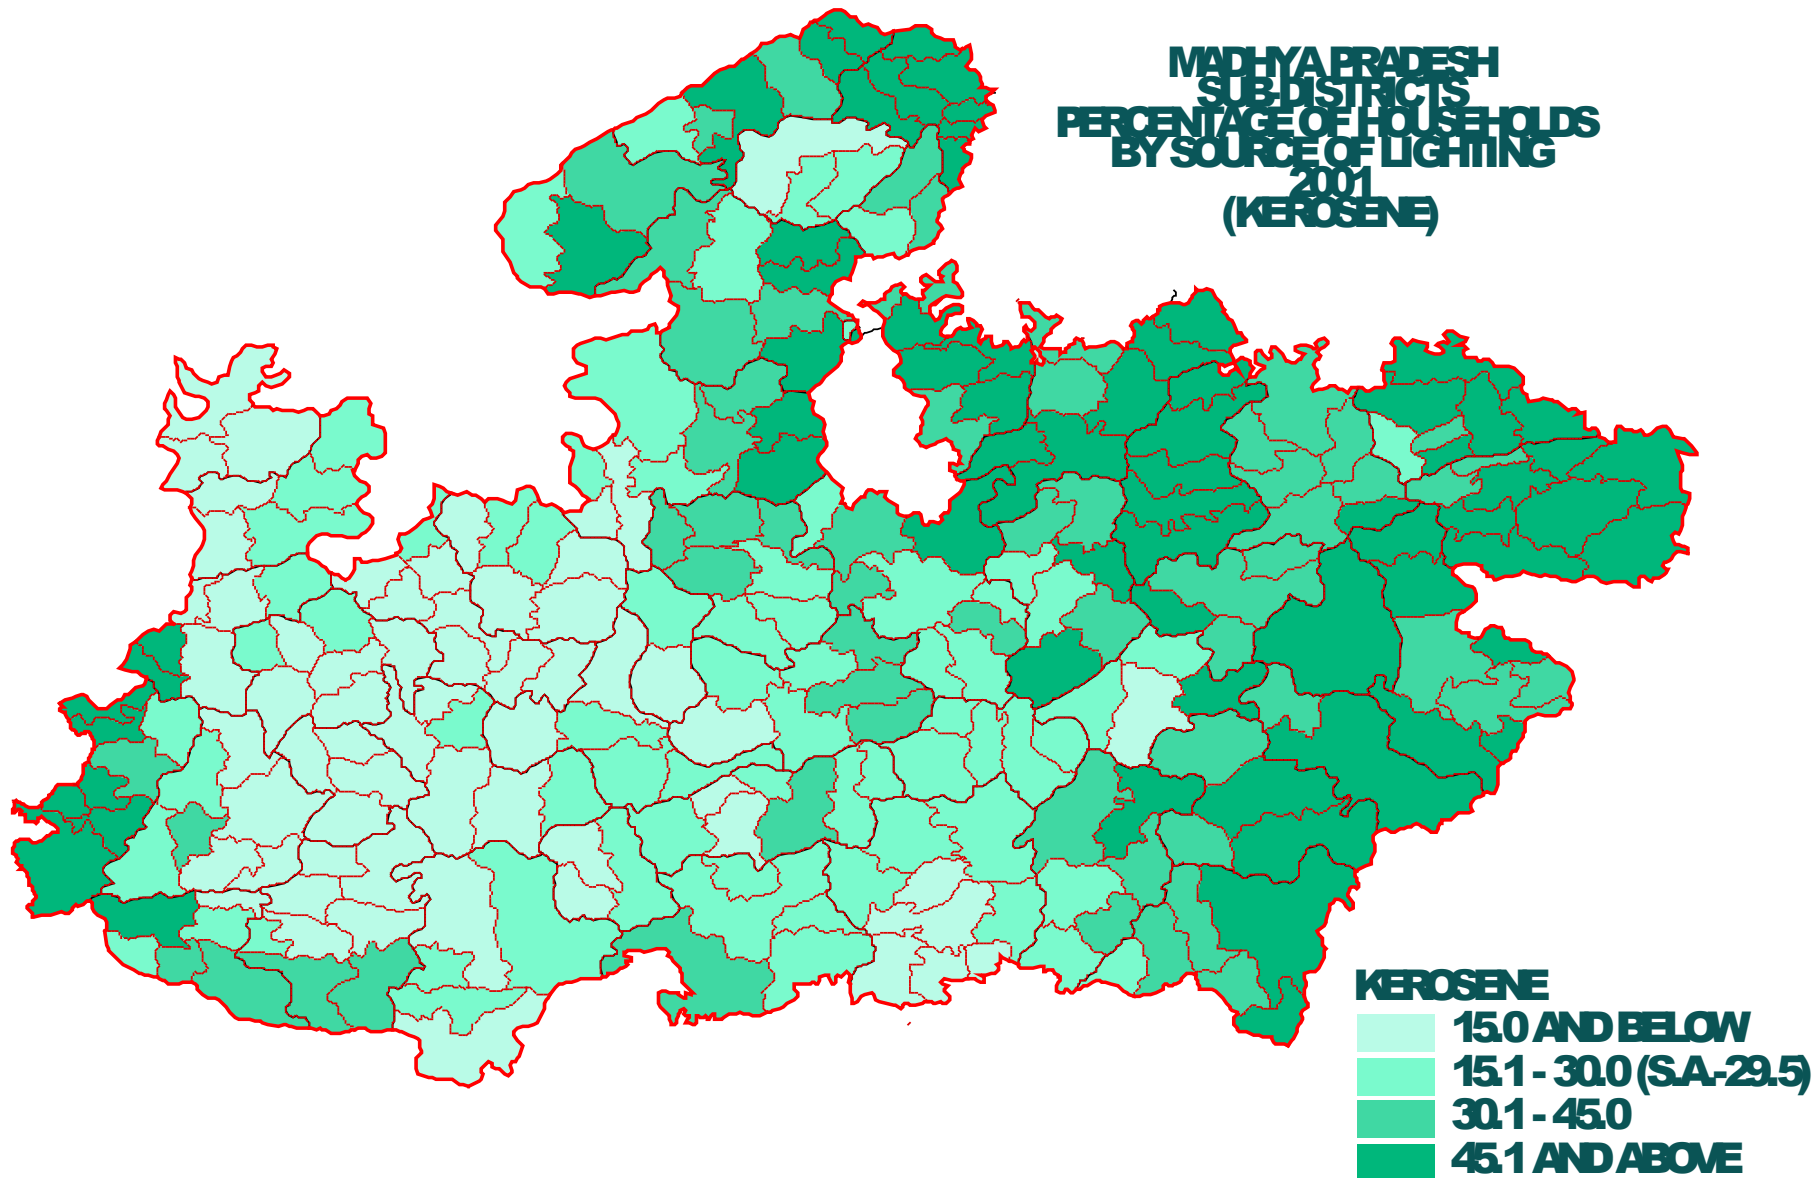 MADHYA PRADESH
SUB-DISTRICTS
PERCENTAGE OF HOUSEHOLDS
BY SOURCE OF LIGHTING
2001
(KEROSENE)
KEROSENE
15.0 AND BELOW
15.1 - 30.0 (S.A.-29.5)
30.1 - 45.0
45.1 AND ABOVE